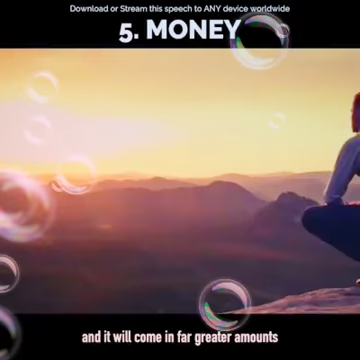 Download or Stream this speech to ANY device worldwide
5. MONEY
and it will come in far greater amounts